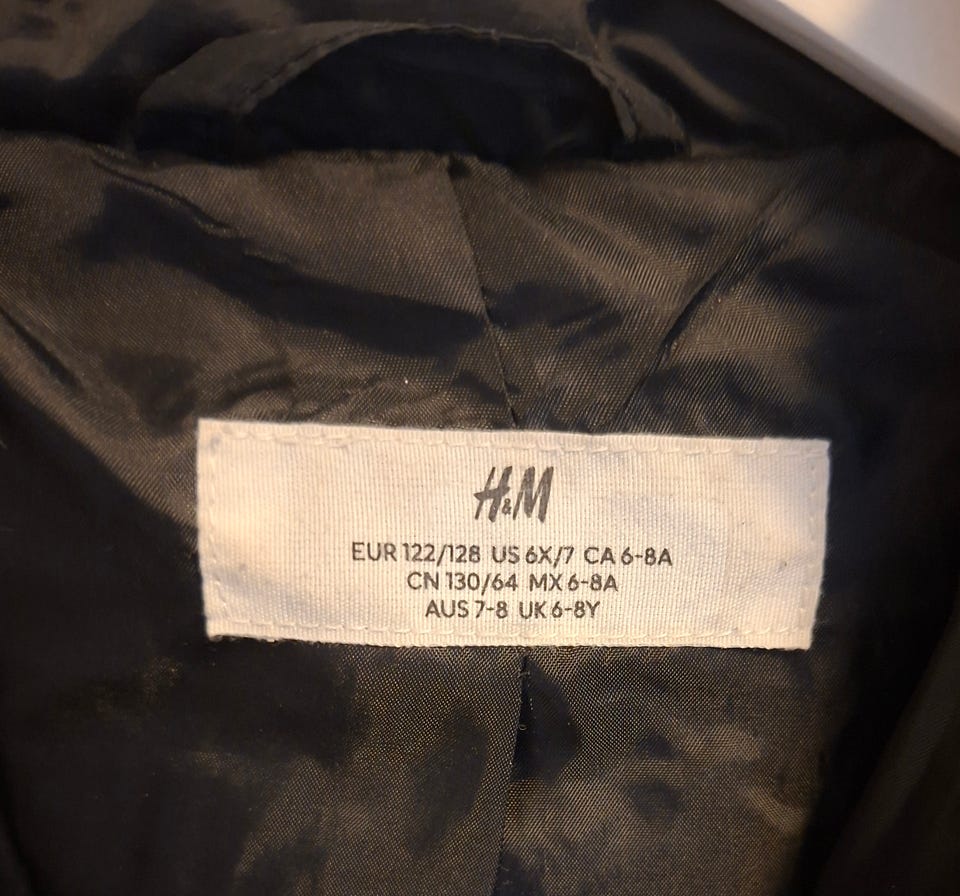 H&M
EUR 122/128 US 6X/7 CA 6-8A
CN 130/64 MX 6-8A
AUS 7-8 UK 6-8Y